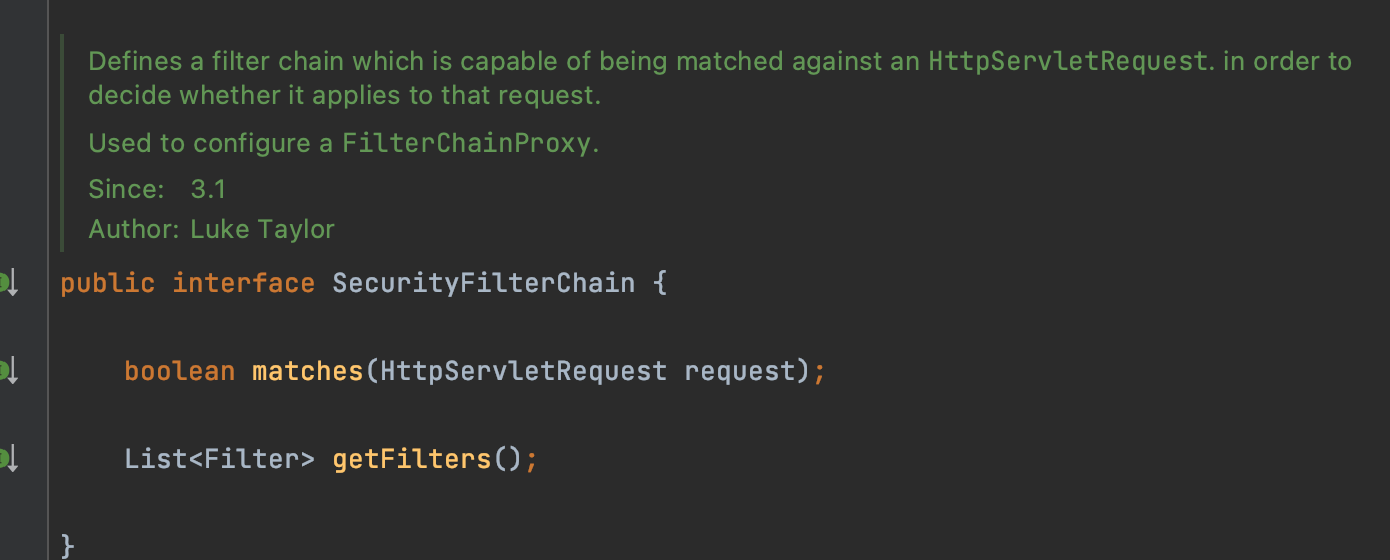 Defines a filter chain which is capable of being matched against an HttpServletRequest. in order to
decide whether it applies to that request.
Used to configure a FilterChainProxy.
Since: 3.1
Author: Luke Taylor
public interface SecurityFilterChain {
boolean matches(HttpServletRequest request);
List<Filter> getFilters();
}